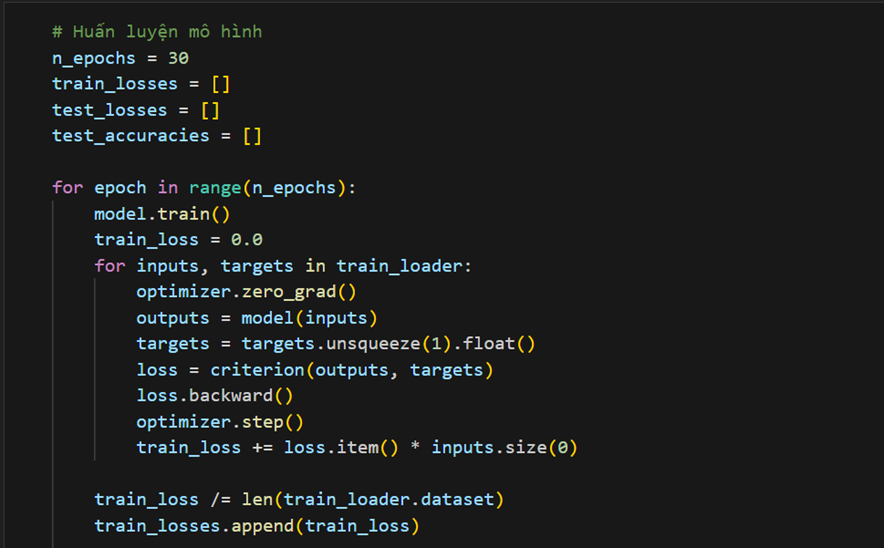 # Huấn luyện mô hình
n_epochs = 30
train_losses = []
test_losses = []
test_accuracies = []
for epoch in range(n_epochs):
model.train()
train_loss = 0.0
for inputs, targets in train_loader:
optimizer.zero_grad()
outputs = model(inputs)
targets = targets.unsqueeze(1).float()
loss = criterion(outputs, targets)
loss.backward()
optimizer.step()
train_loss += loss.item() * inputs.size(0)
train_loss /= len(train_loader.dataset)
train_losses.append(train_loss)